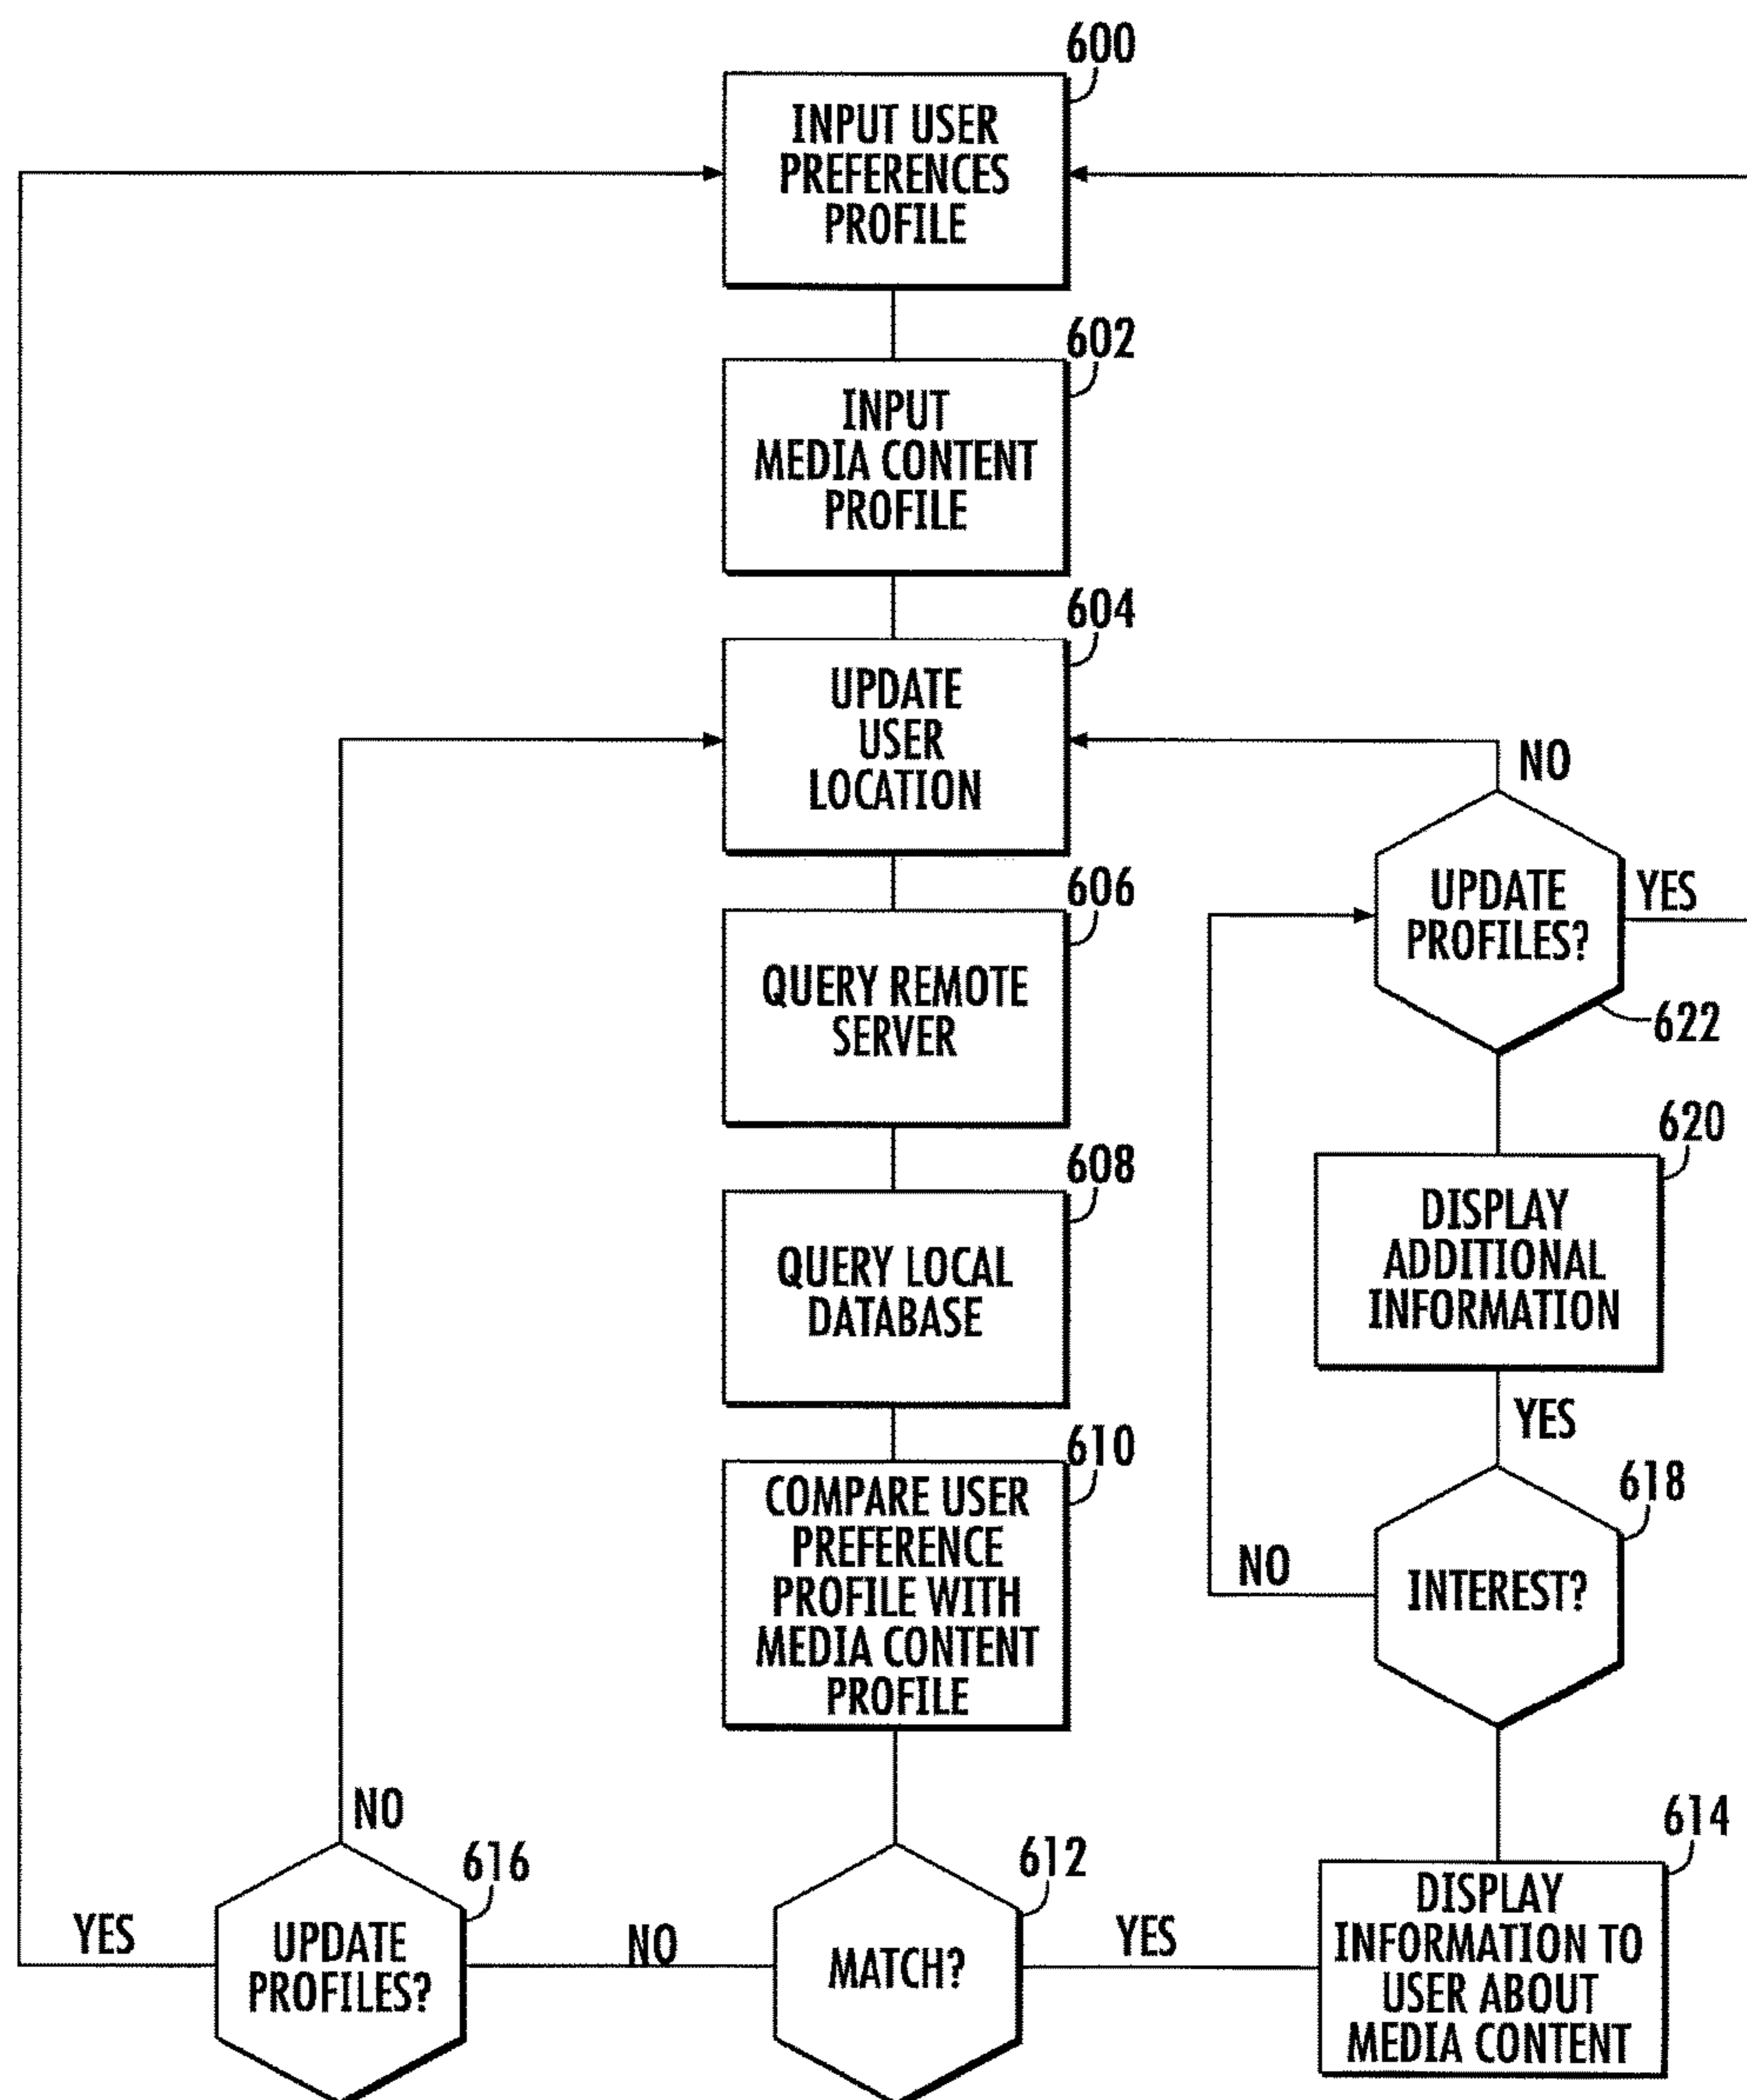 600
INPUT USER
PREFERENCES
PROFILE
602
INPUT
MEDIA CONTENT
PROFILE
604
UPDATE
USER
LOCATION
NO
606
UPDATE
PROFILES?
YES
622
QUERY REMOTE
SERVER
620
608
DISPLAY
ADDITIONAL
INFORMATION
QUERY LOCAL
DATABASE
YES
610
COMPARE USER
PREFERENCE
PROFILE WITH
MEDIA CONTENT
PROFILE
618
INTEREST?
NO
NO
616
UPDATE
PROFILES?
YES
NO
612
MATCH?
YES
614
DISPLAY
INFORMATION TO
USER ABOUT
MEDIA CONTENT